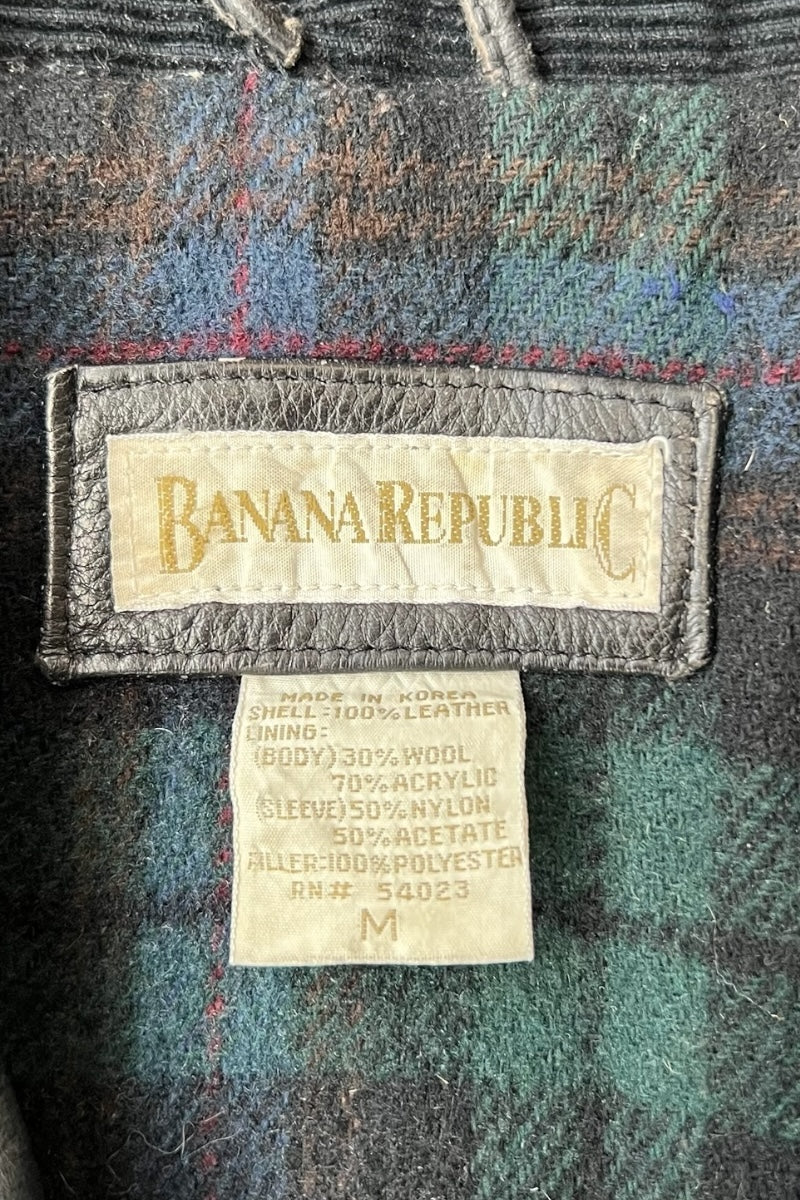 BANANA REPUBLIC
MADE IN KOREA
SHELL:100%LEATHER
LINING:
(BODY)30%WOOL
70%ACRYLIC
(SLEEVE)50%NYLON
50%ACETATE
FILLER:100%POLYESTER
RN# 54023
M